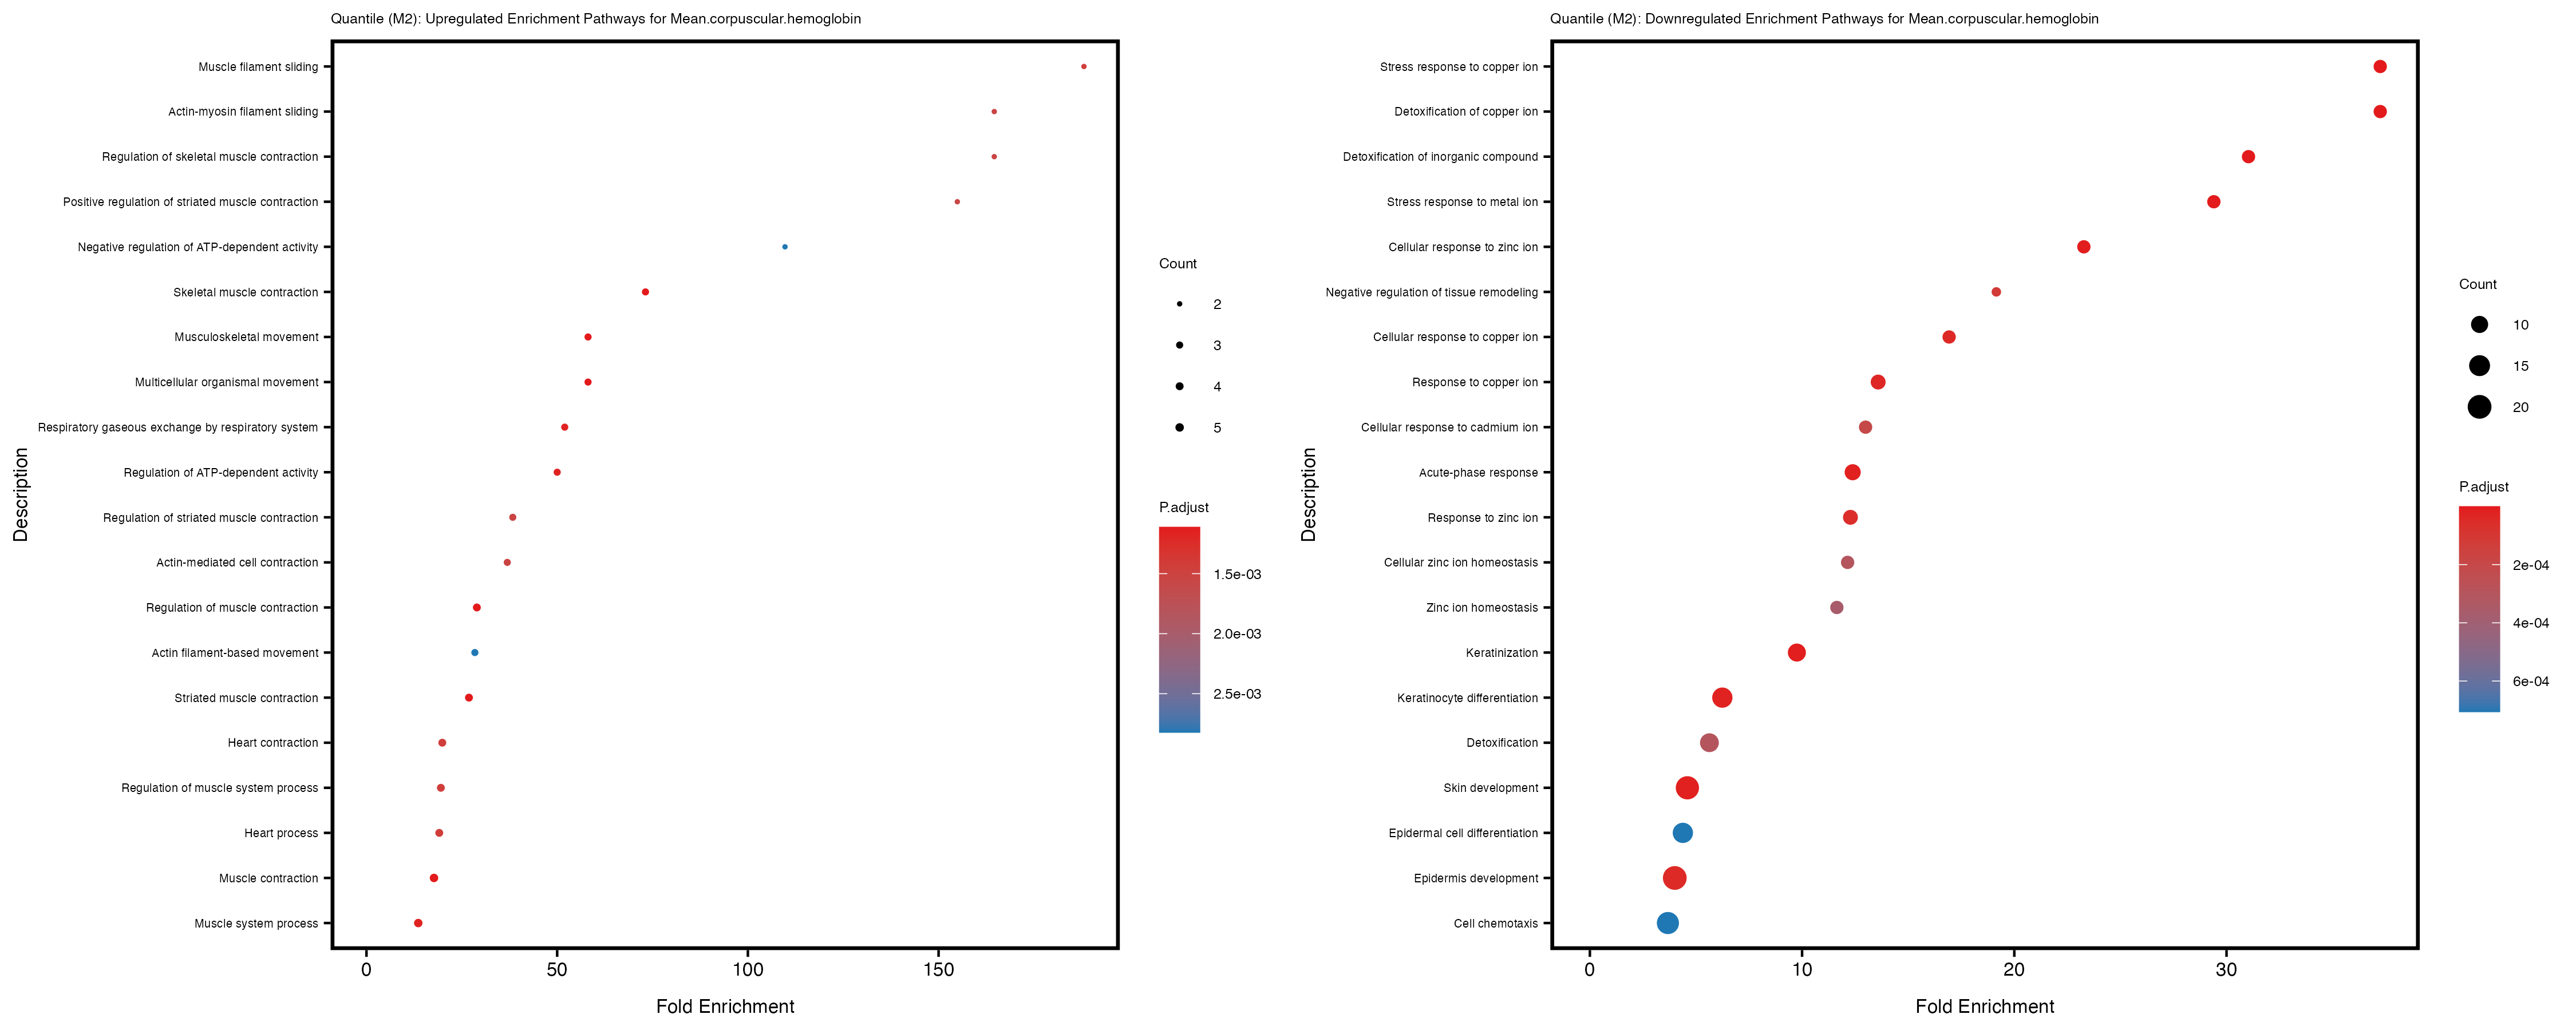 Quantile (M2): Upregulated Enrichment Pathways for Mean.corpuscular.hemoglobin
Description
Muscle filament sliding
Actin-myosin filament sliding
Regulation of skeletal muscle contraction
Positive regulation of striated muscle contraction
Negative regulation of ATP-dependent activity
Skeletal muscle contraction
Musculoskeletal movement
Multicellular organismal movement
Respiratory gaseous exchange by respiratory system
Regulation of ATP-dependent activity
Regulation of striated muscle contraction
Actin-mediated cell contraction
Regulation of muscle contraction
Actin filament-based movement
Striated muscle contraction
Heart contraction
Regulation of muscle system process
Heart process
Muscle contraction
Muscle system process
0 50 100 150
Fold Enrichment
Count
2
3
4
5
P.adjust
1.5e-03
2.0e-03
2.5e-03
Quantile (M2): Downregulated Enrichment Pathways for Mean.corpuscular.hemoglobin
Description
Stress response to copper ion
Detoxification of copper ion
Detoxification of inorganic compound
Stress response to metal ion
Cellular response to zinc ion
Negative regulation of tissue remodeling
Cellular response to copper ion
Response to copper ion
Cellular response to cadmium ion
Acute-phase response
Response to zinc ion
Cellular zinc ion homeostasis
Zinc ion homeostasis
Keratinization
Keratinocyte differentiation
Detoxification
Skin development
Epidermal cell differentiation
Epidermis development
Cell chemotaxis
0 10 20 30
Fold Enrichment
Count
10
15
20
P.adjust
2e-04
4e-04
6e-04